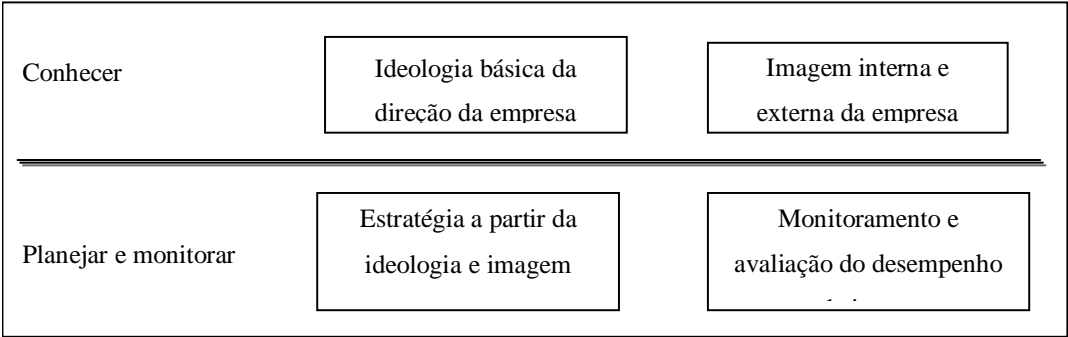 Conhecer
Ideologia básica da
direção da empresa
Imagem interna e
externa da empresa
Planejar e monitorar
Estratégia a partir da
ideologia e imagem
Monitoramento e
avaliação do desempenho